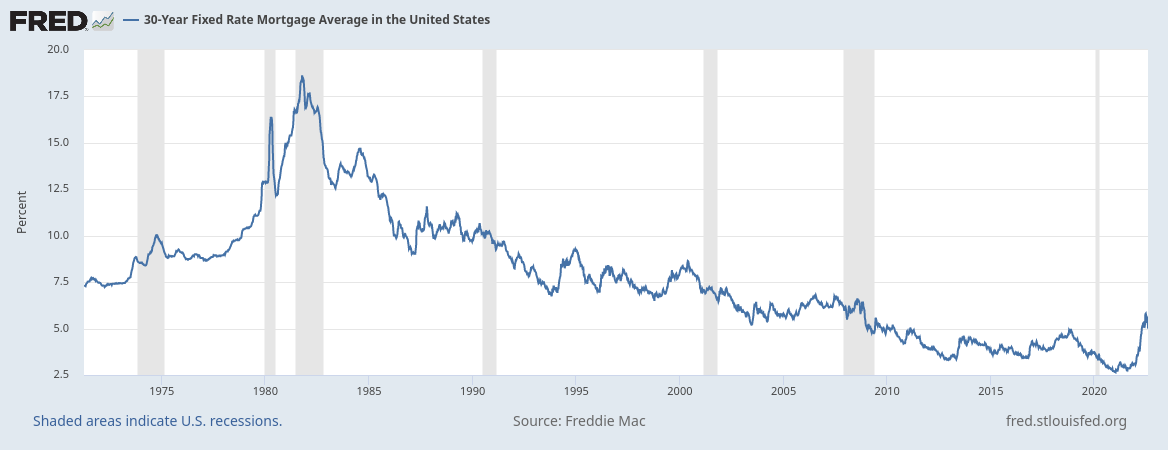 FRED
30-Year Fixed Rate Mortgage Average in the United States
20.0
17.5
15.0
12.5
10.0
7.5
5.0
2.5
Percent
1975 1980 1985 1990 1995 2000 2005 2010 2015 2020
Shaded areas indicate U.S. recessions. Source: Freddie Mac fred.stlouisfed.org